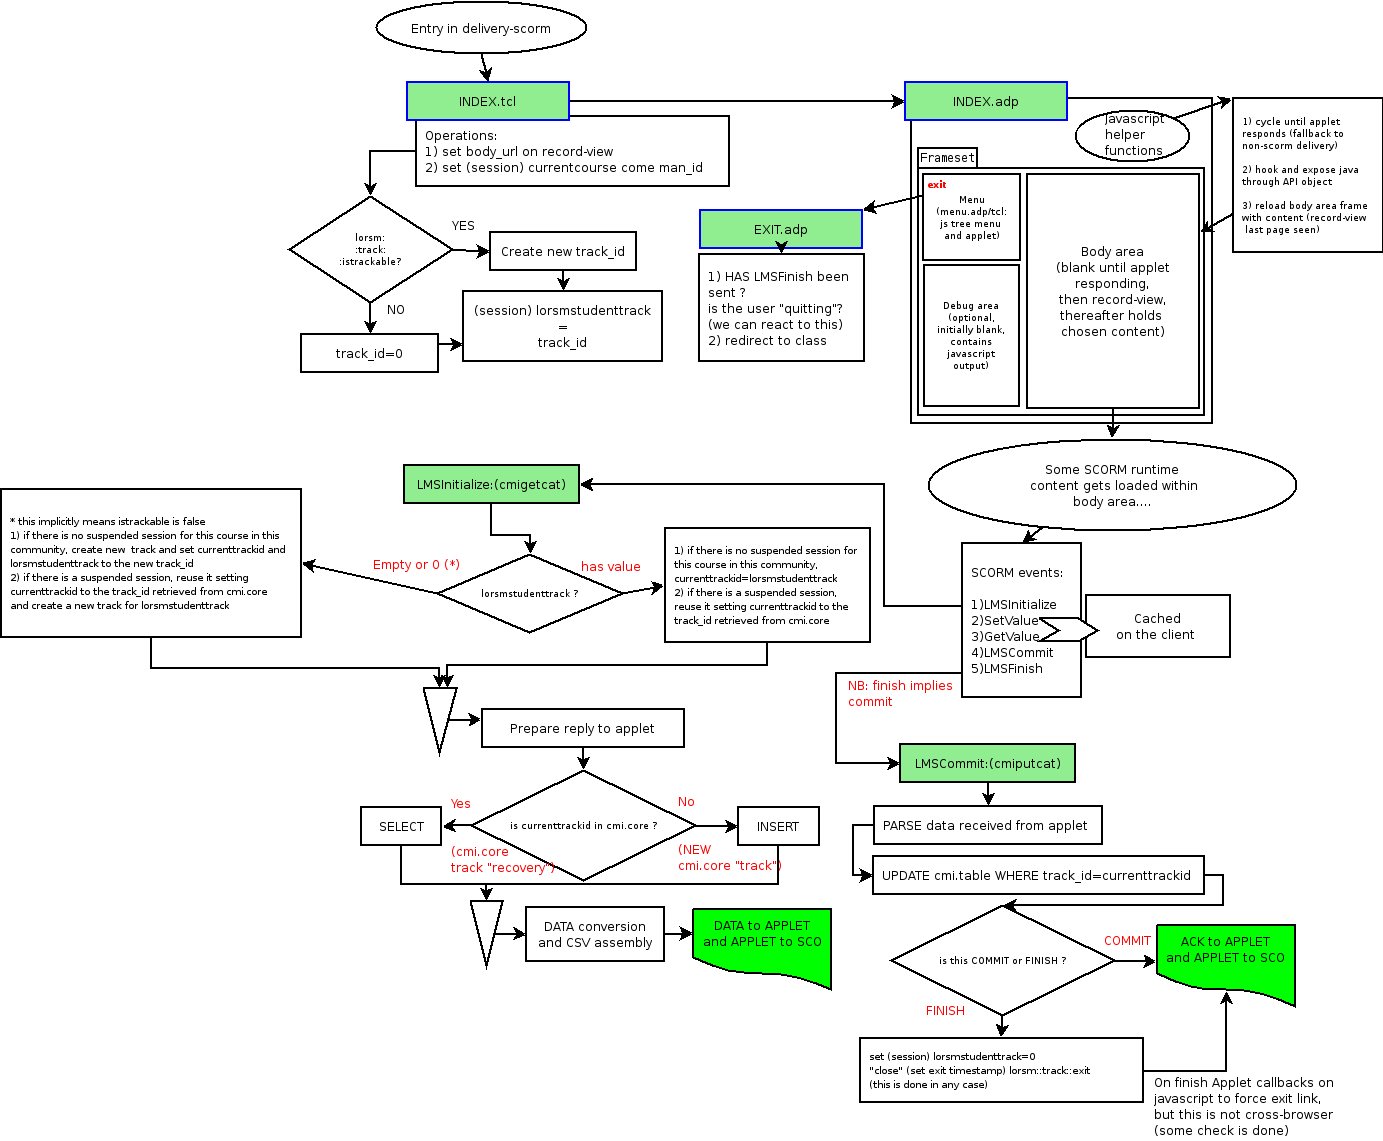 Entry in delivery-scorm
INDEX.tcl
INDEX.adp
Operations:
1) set body_url on record-view
2) set (session) currentcourse come man_id
Javascript
helper
functions
1) cycle until applet
responds (fallback to
non-scorm delivery)
2) hook and expose java
through API object
3) reload body area frame
with content (record-view
last page seen)
Frameset
exit
Menu
(menu.adp/tcl:
js tree menu
and applet)
Debug area
(optional,
initially blank,
contains
javascript
output)
Body area
(blank until applet
responding,
then record-view,
thereafter holds
chosen content)
EXIT.adp
1) HAS LMSFinish been
sent ?
is the user "quitting"?
(we can react to this)
2) redirect to class
lorsm:
:track:
:istrackable?
YES
Create new track_id
NO
track_id=0
(session) lorsmstudenttrack
=
track_id
Some SCORM runtime
content gets loaded within
body area....
LMSInitialize:(cmigetcat)
* this implicitly means istrackable is false
1) if there is no suspended session for this course in this
community, create new  track and set currenttrackid and
lorsmstudenttrack to the new track_id
2) if there is a suspended session, reuse it setting
currenttrackid to the track_id retrieved from cmi.core
and create a new track for lorsmstudenttrack
Empty or 0 (*)
lorsmstudenttrack ?
has value
1) if there is no suspended session for
this course in this community,
currenttrackid=lorsmstudenttrack
2) if there is a suspended session,
reuse it setting currenttrackid to the
track_id retrieved from cmi.core
SCORM events:
1)LMSInitialize
2)SetValue
3)GetValue
4)LMSCommit
5)LMSFinish
Cached
on the client
NB: finish implies
commit
Prepare reply to applet
LMSCommit:(cmiputcat)
Yes
No
SELECT
is currenttrackid in cmi.core ?
INSERT
(cmi.core
track "recovery")
(NEW
cmi.core "track")
PARSE data received from applet
UPDATE cmi.table WHERE track_id=currenttrackid
DATA conversion
and CSV assembly
DATA to APPLET
and APPLET to SCO
is this COMMIT or FINISH ?
COMMIT
ACK to APPLET
and APPLET to SCO
FINISH
set (session) lorsmstudenttrack=0
"close" (set exit timestamp) lorsm::track::exit
(this is done in any case)
On finish Applet callbacks on
javascript to force exit link,
but this is not cross-browser
(some check is done)